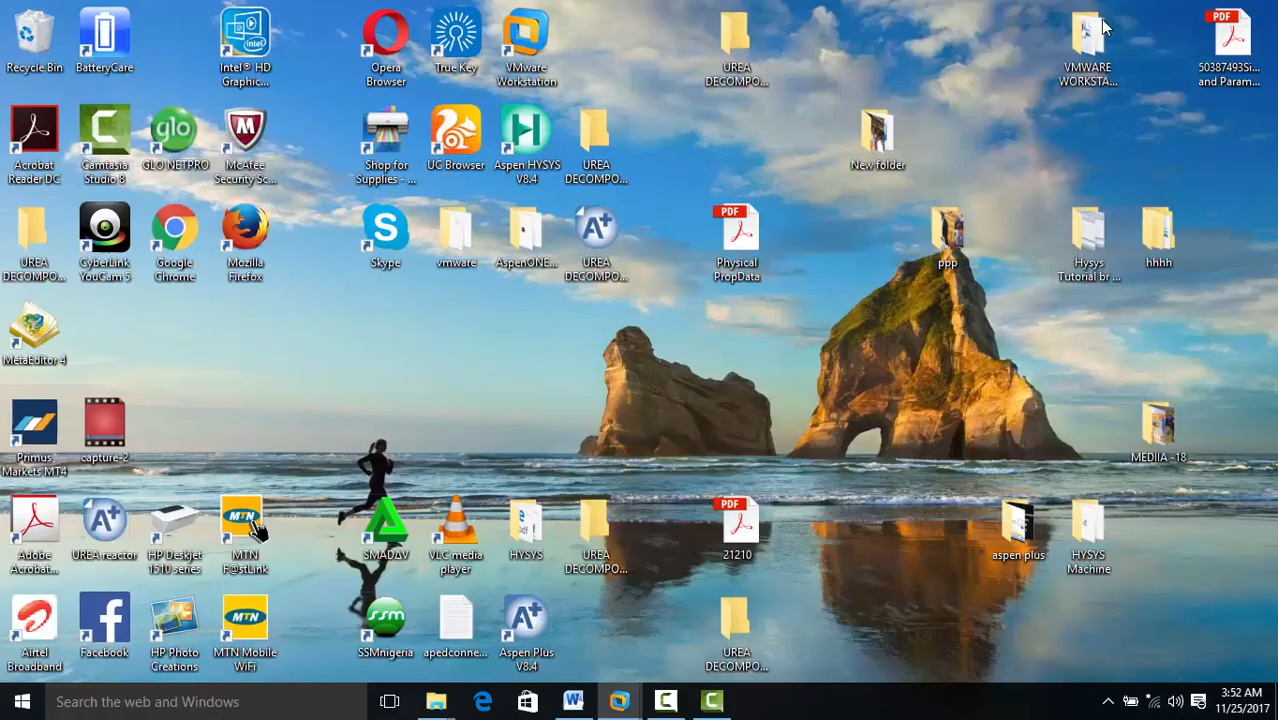 Recycle Bin
BatteryCare
Intel® HD
Graphic...
Opera
Browser
True Key
VMware
Workstation
UREA
DECOMPO...
VMWARE
WORKSTA...
PDF
50387493Si...
and Param...
Acrobat
Reader DC
Camtasia
Studio 8
glo
GLO NETPRO
McAfee
Security Sc...
Shop for
Supplies - ...
UC Browser
Aspen HYSYS
V8.4
UREA
DECOMPO...
New folder
UREA
DECOMPO...
CyberLink
YouCam 5
Google
Chrome
Mozilla
Firefox
Skype
vmware
AspenONE...
A+
UREA
DECOMPO...
PDF
Physical
PropData
ppp
Hysys
Tutorial br ...
hhhh
MetaEditor 4
Primus
Markets MT4
capture-2
MEDIIA -18
Adobe
Acrobat...
A+
UREA reactor
HP Deskjet
1510 series
MTN
MTN
F@stLink
SMADAV
VLC media
player
HYSYS
UREA
DECOMPO...
PDF
21210
aspen plus
HYSYS
Machine
Airtel
Broadband
Facebook
HP Photo
Creations
MTN
MTN Mobile
WiFi
ssm
SSMnigeria
apedconne...
A+
Aspen Plus
V8.4
UREA
DECOMPO...
Search the web and Windows
3:52 AM
11/25/2017